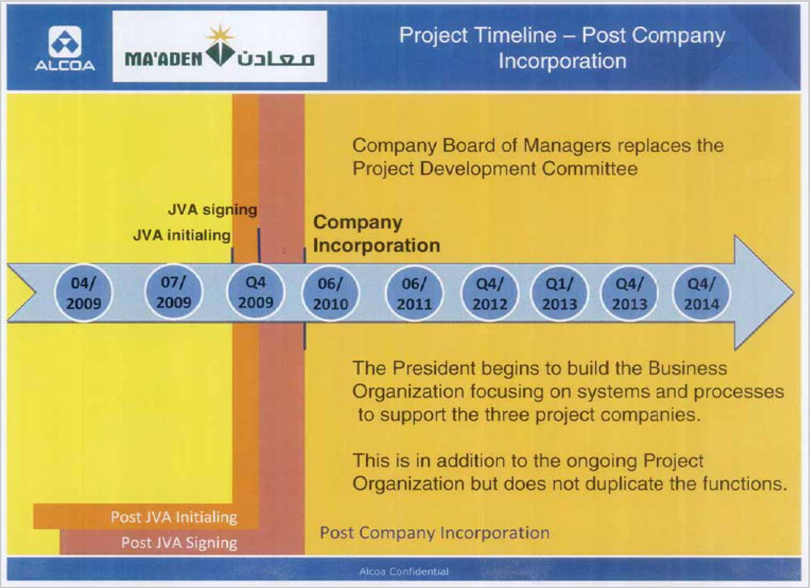 ALCOA
MA'ADEN معادن
Project Timeline – Post Company
Incorporation
Company Board of Managers replaces the
Project Development Committee
JVA signing
JVA initialing
Company
Incorporation
04/
2009
07/
2009
Q4
2009
06/
2010
06/
2011
Q4/
2012
Q1/
2013
Q4/
2013
Q4/
2014
The President begins to build the Business
Organization focusing on systems and processes
to support the three project companies.
This is in addition to the ongoing Project
Organization but does not duplicate the functions.
Post JVA Initialing
Post JVA Signing
Post Company Incorporation
Alcoa Confidential